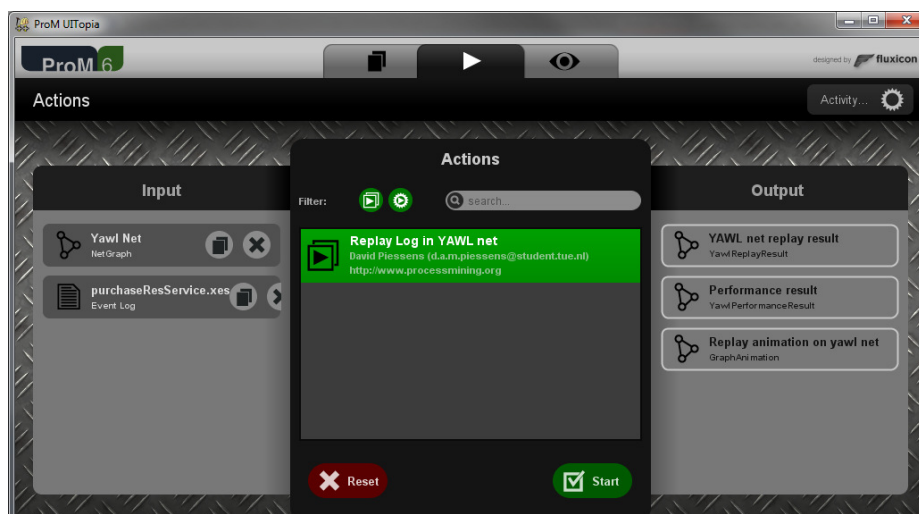 ProM UITopia
ProM 6
designed by fluxicon
Actions
Activity...
Input
Actions
Output
Filter:
search...
Yawl Net
NetGraph
purchaseResService.xes
Event Log
Replay Log in YAWL net
David Piessens (d.a.m.piessens@student.tue.nl)
http://www.processmining.org
YAWL net replay result
YawlReplayResult
Performance result
YawlPerformanceResult
Replay animation on yawl net
GraphAnimation
Reset
Start